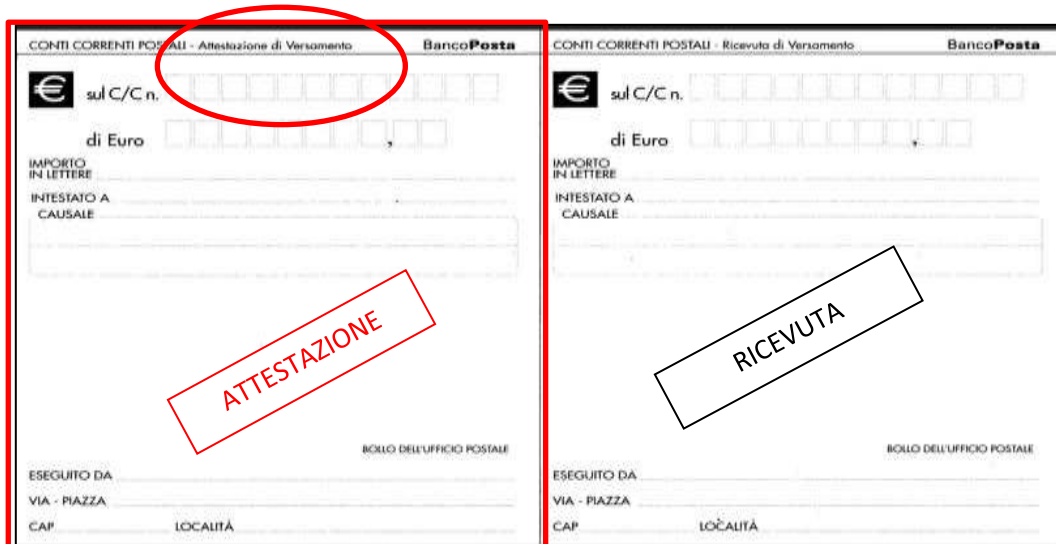 CONTI CORRENTI POSTALI - Attestazione di Versamento BancoPosta
€ sul C/C n.
di Euro ,
IMPORTO
IN LETTERE
INTESTATO A
CAUSALE
ATTESTAZIONE
BOLLO DELL'UFFICIO POSTALE
ESEGUITO DA
VIA - PIAZZA
CAP LOCALITÀ
CONTI CORRENTI POSTALI - Ricevuta di Versamento BancoPosta
€ sul C/C n.
di Euro ,
IMPORTO
IN LETTERE
INTESTATO A
CAUSALE
RICEVUTA
BOLLO DELL'UFFICIO POSTALE
ESEGUITO DA
VIA - PIAZZA
CAP LOCALITÀ